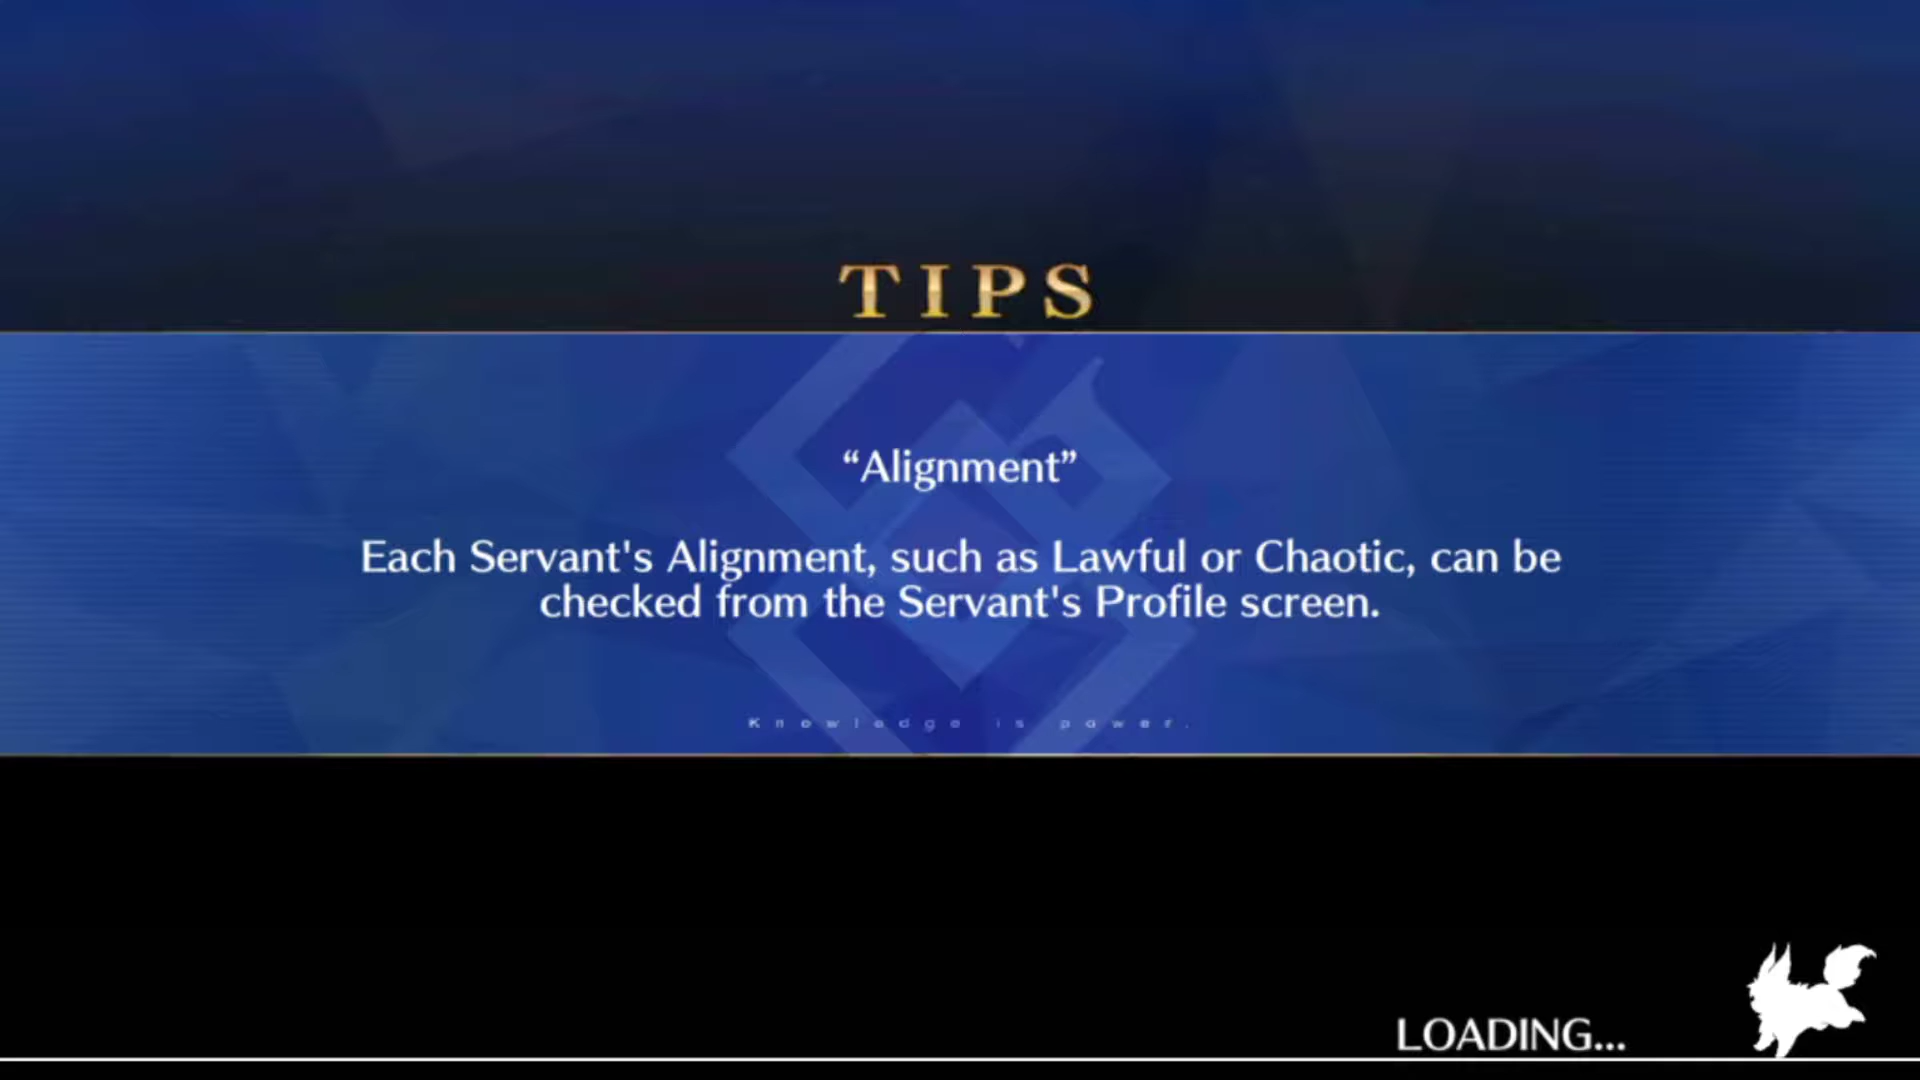 TIPS
“Alignment”
Each Servant's Alignment, such as Lawful or Chaotic, can be
checked from the Servant's Profile screen.
Knowledge is power.
LOADING...